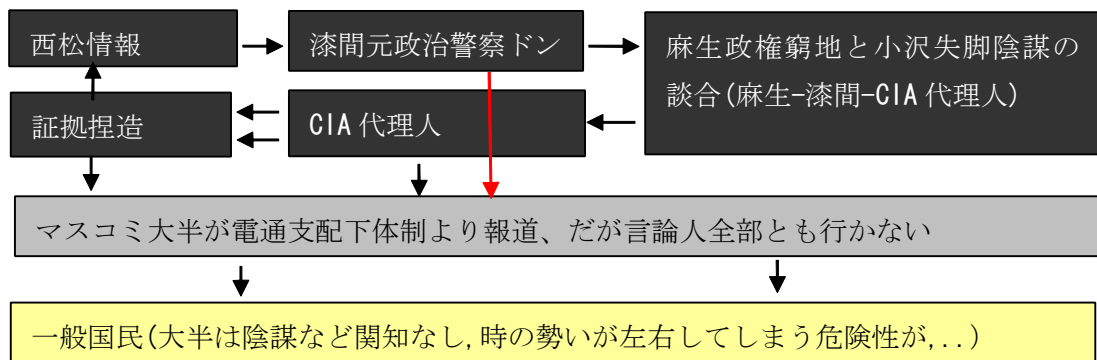 西松情報
漆間元政治警察ドン
麻生政権窮地と小沢失脚陰謀の
談合(麻生-漆間-CIA代理人)
証拠捏造
CIA代理人
マスコミ大半が電通支配下体制より報道、だが言論人全部とも行かない
一般国民(大半は陰謀など関知なし,時の勢いが左右してしまう危険性が,..)